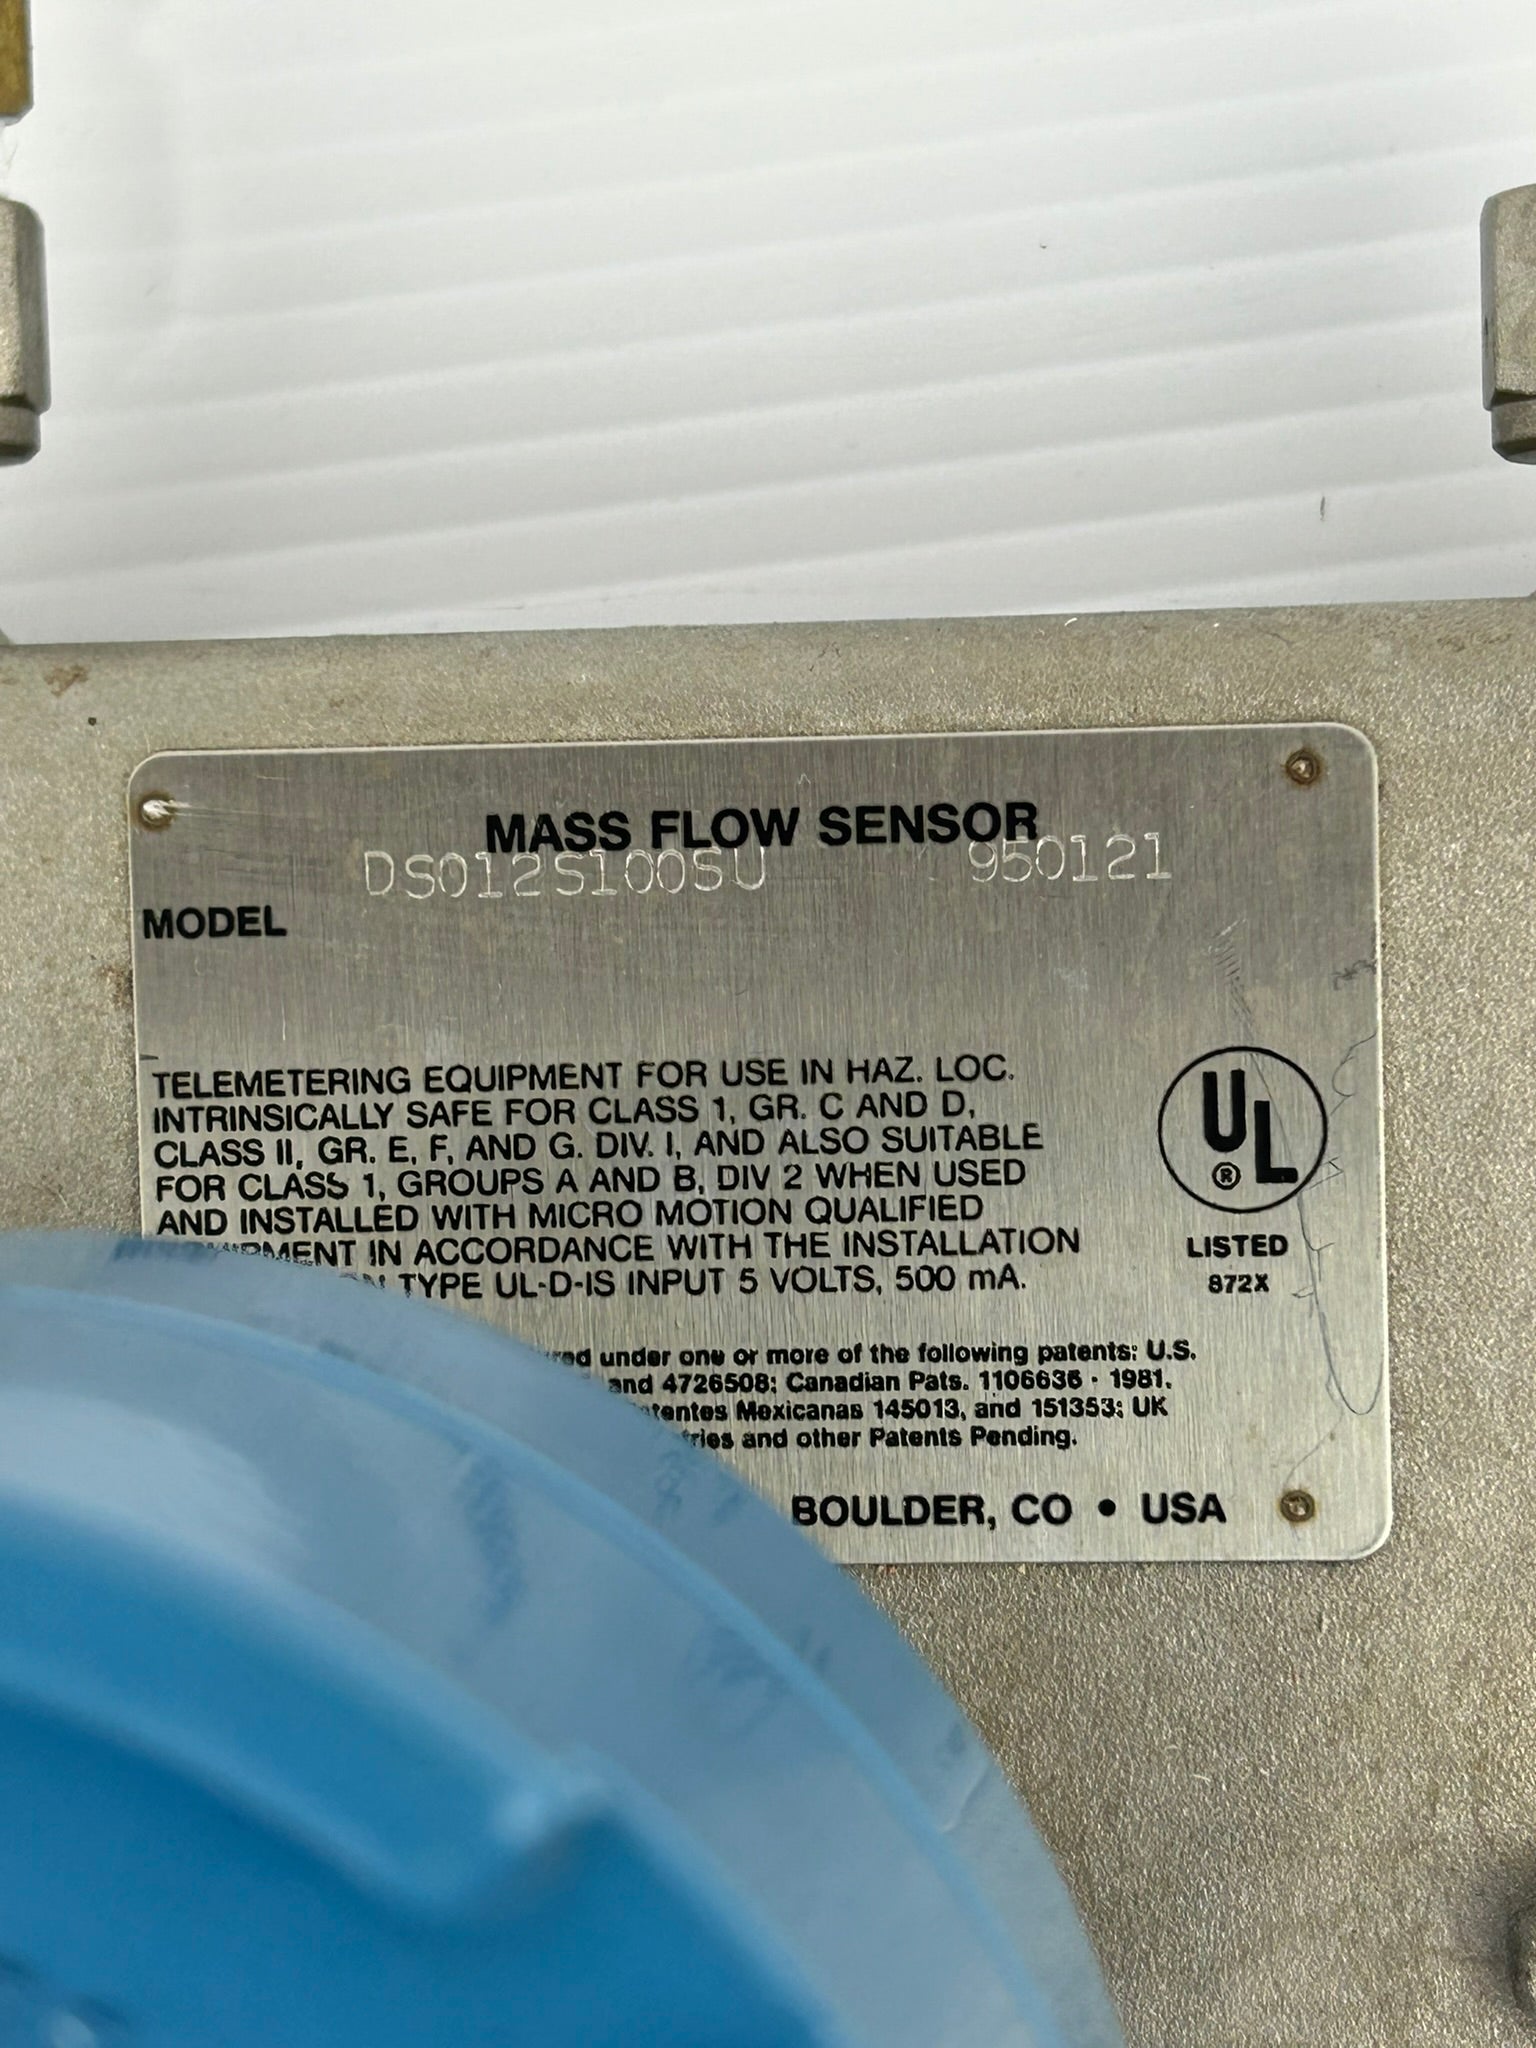 MASS FLOW SENSOR
DS012S100SU 950121
MODEL
TELEMETERING EQUIPMENT FOR USE IN HAZ. LOC.
INTRINSICALLY SAFE FOR CLASS 1, GR. C AND D,
CLASS II, GR. E, F, AND G. DIV. I, AND ALSO SUITABLE
FOR CLASS 1, GROUPS A AND B, DIV 2 WHEN USED
AND INSTALLED WITH MICRO MOTION QUALIFIED
IN ACCORDANCE WITH THE INSTALLATION
TYPE UL-D-IS INPUT 5 VOLTS, 500 mA.
UL
®
LISTED
872X
under one or more of the following patents: U.S.
and 4726508; Canadian Pats. 1106636 · 1981.
Mexicanas 145013, and 151353; UK
and other Patents Pending.
BOULDER, CO • USA